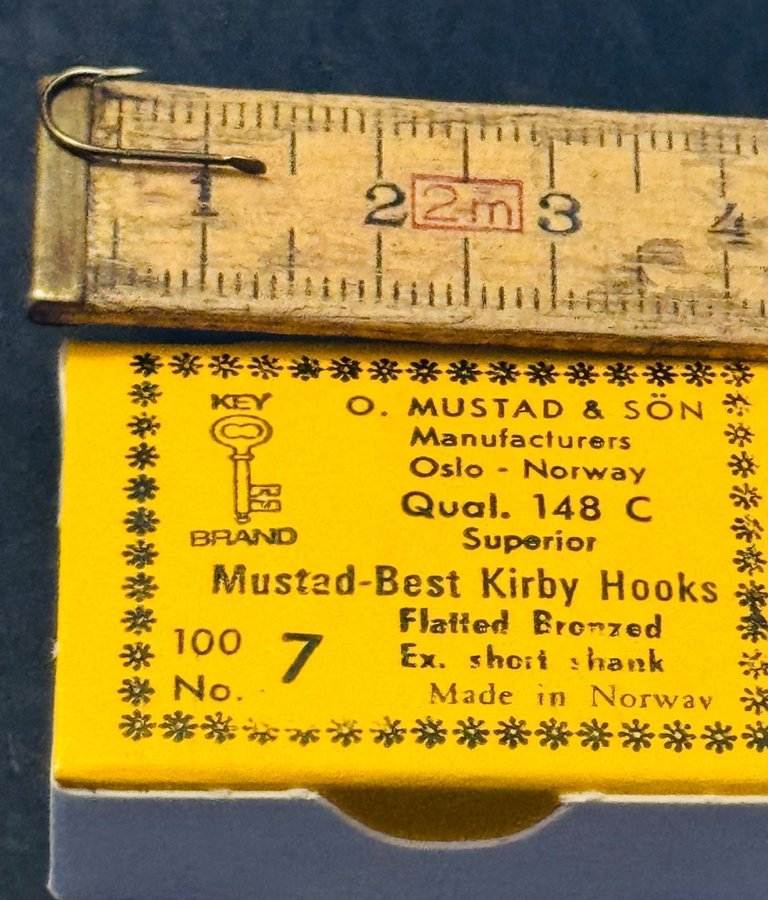 1 2 2m 3 4
KEY
BRAND
O. MUSTAD & SÖN
Manufacturers
Oslo - Norway
Qual. 148 C
Superior
Mustad-Best Kirby Hooks
Flatted Bronzed
Ex. short shank
100
No. 7
Made in Norway